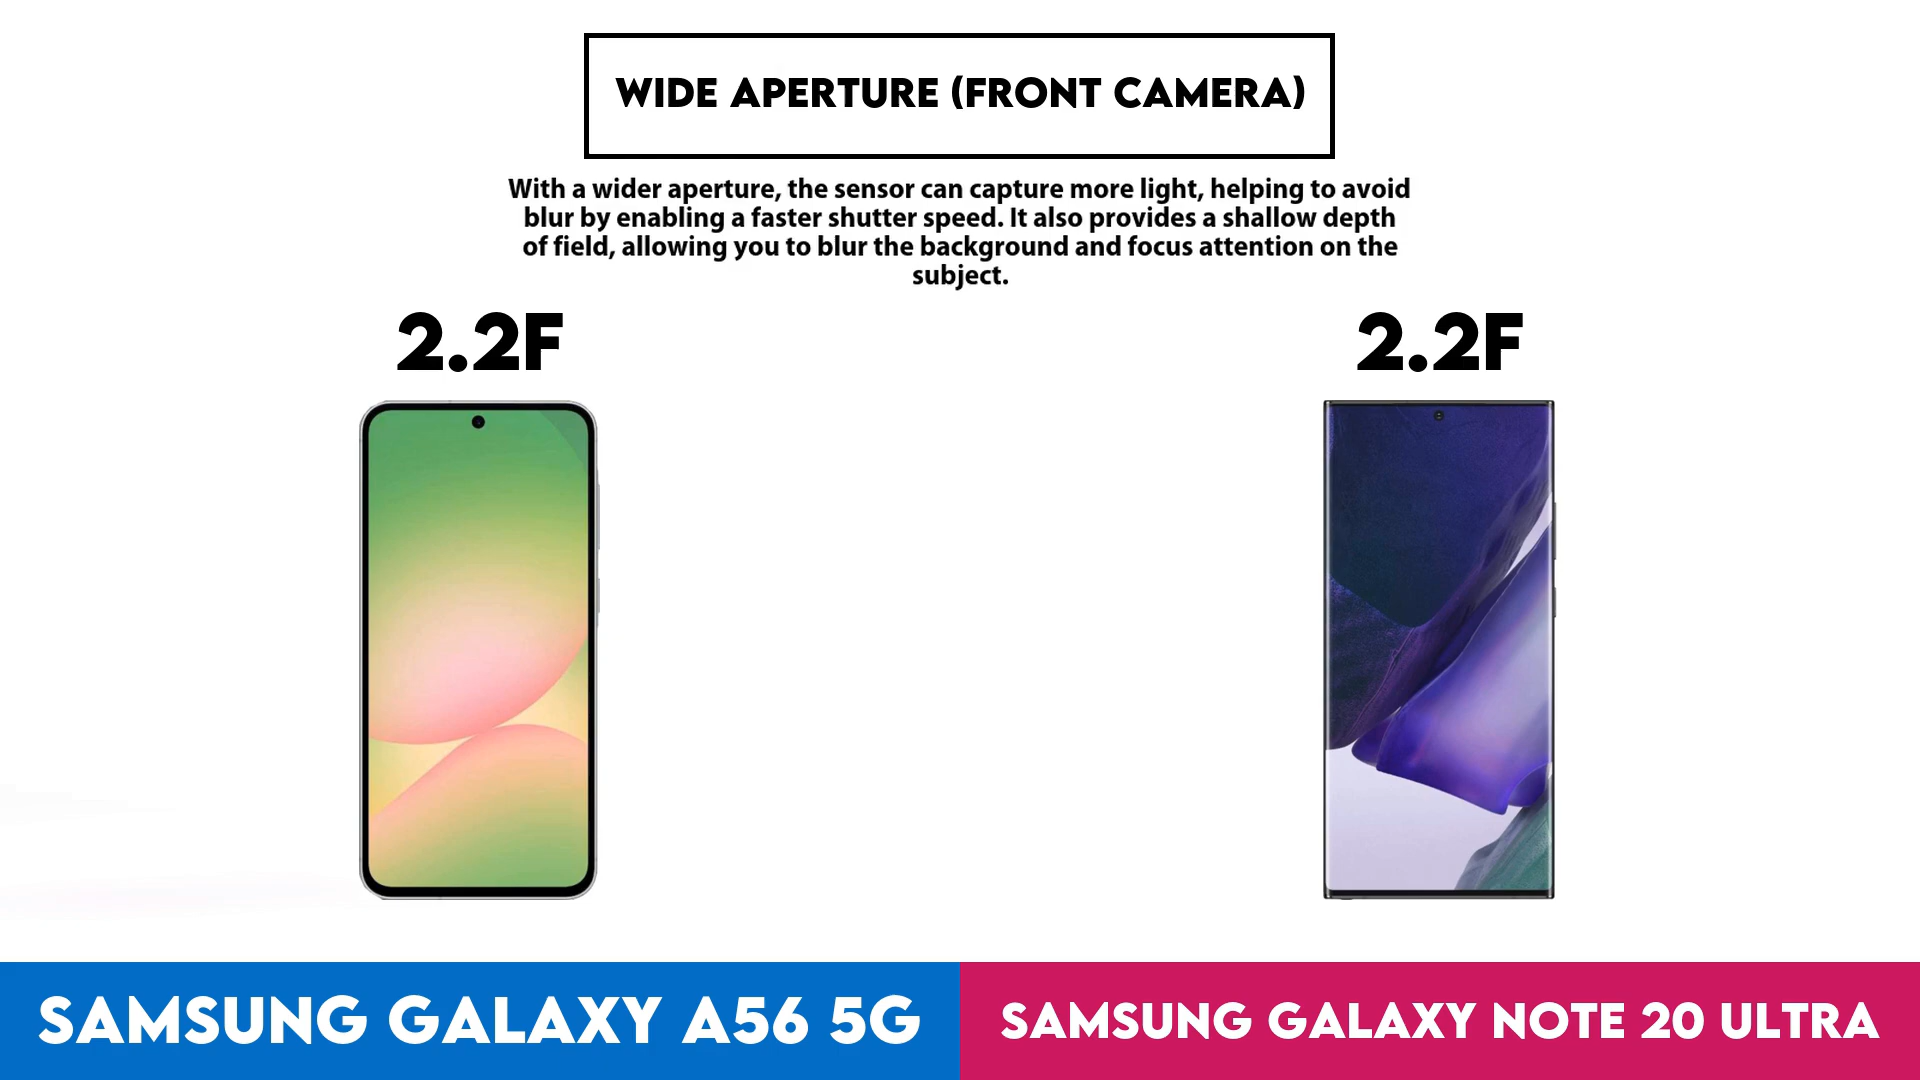 WIDE APERTURE (FRONT CAMERA)
With a wider aperture, the sensor can capture more light, helping to avoid
blur by enabling a faster shutter speed. It also provides a shallow depth
of field, allowing you to blur the background and focus attention on the
subject.
2.2F
2.2F
SAMSUNG GALAXY A56 5G
SAMSUNG GALAXY NOTE 20 ULTRA